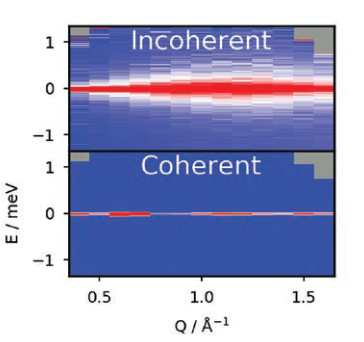 Incoherent
1
0
−1
Coherent
1
0
−1
E / meV
0.5 1.0 1.5
Q / Å⁻¹